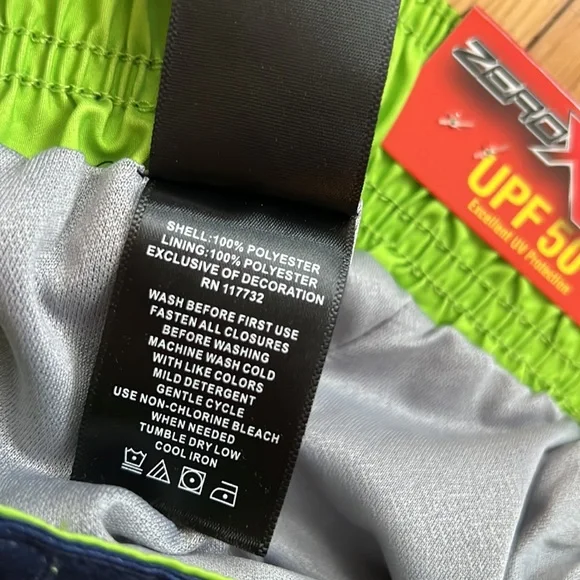 SHELL:100% POLYESTER
LINING:100% POLYESTER
EXCLUSIVE OF DECORATION
RN 117732
WASH BEFORE FIRST USE
FASTEN ALL CLOSURES
BEFORE WASHING
MACHINE WASH COLD
WITH LIKE COLORS
MILD DETERGENT
GENTLE CYCLE
USE NON-CHLORINE BLEACH
WHEN NEEDED
TUMBLE DRY LOW
COOL IRON
ZEROX
UPF 50
Excellent UV Protection